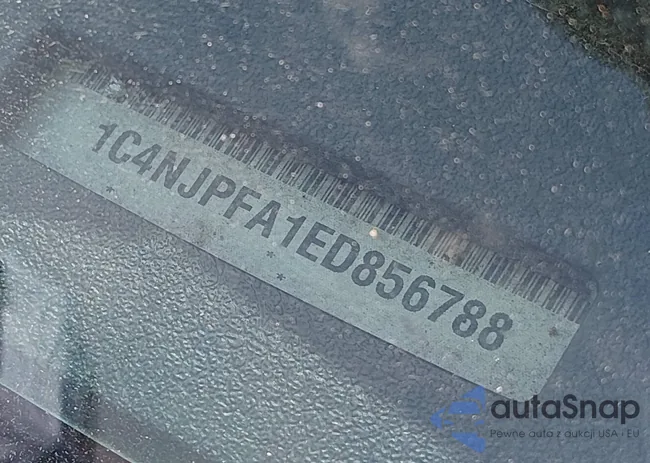 1C4NJPFA1ED856788
* *
autaSnap
Pewne auta z aukcji USA i EU